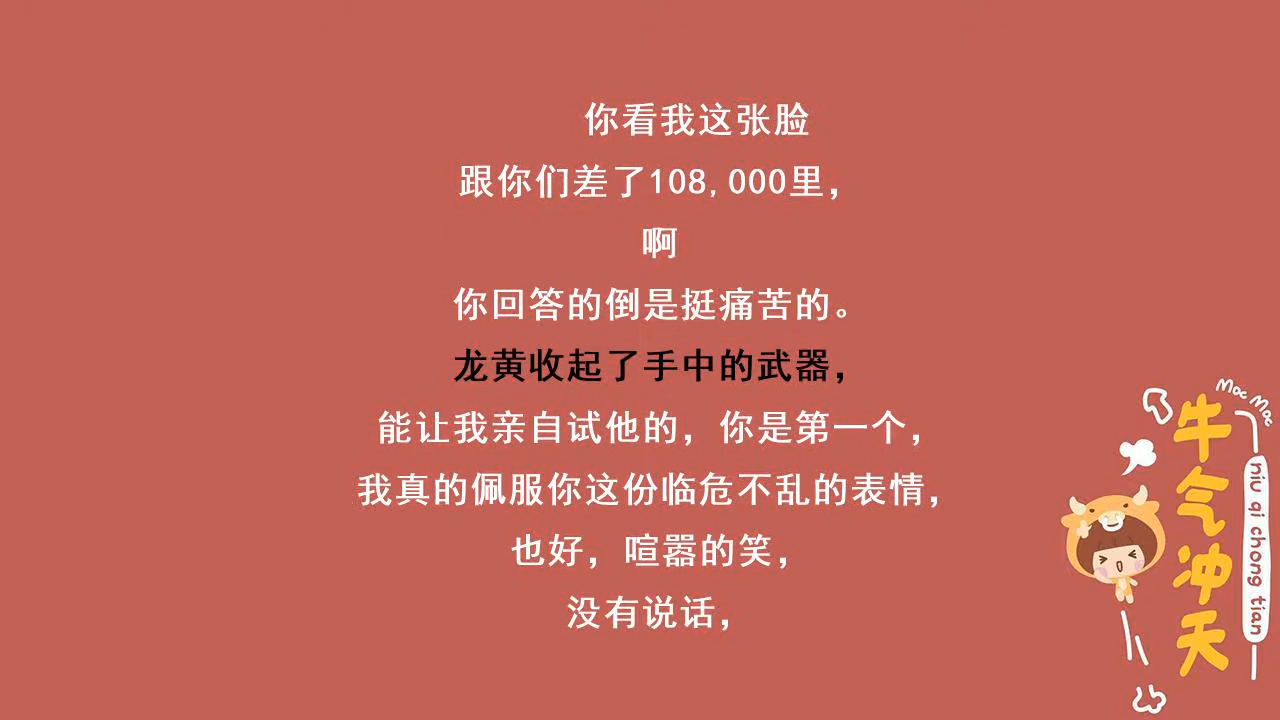 你看我这张脸
跟你们差了108,000里，
啊
你回答的倒是挺痛苦的。
龙黄收起了手中的武器，
能让我亲自试他的，你是第一个，
我真的佩服你这份临危不乱的表情，
也好，喧嚣的笑，
没有说话，
Moc Moc
牛气冲天
niu qi chong tian